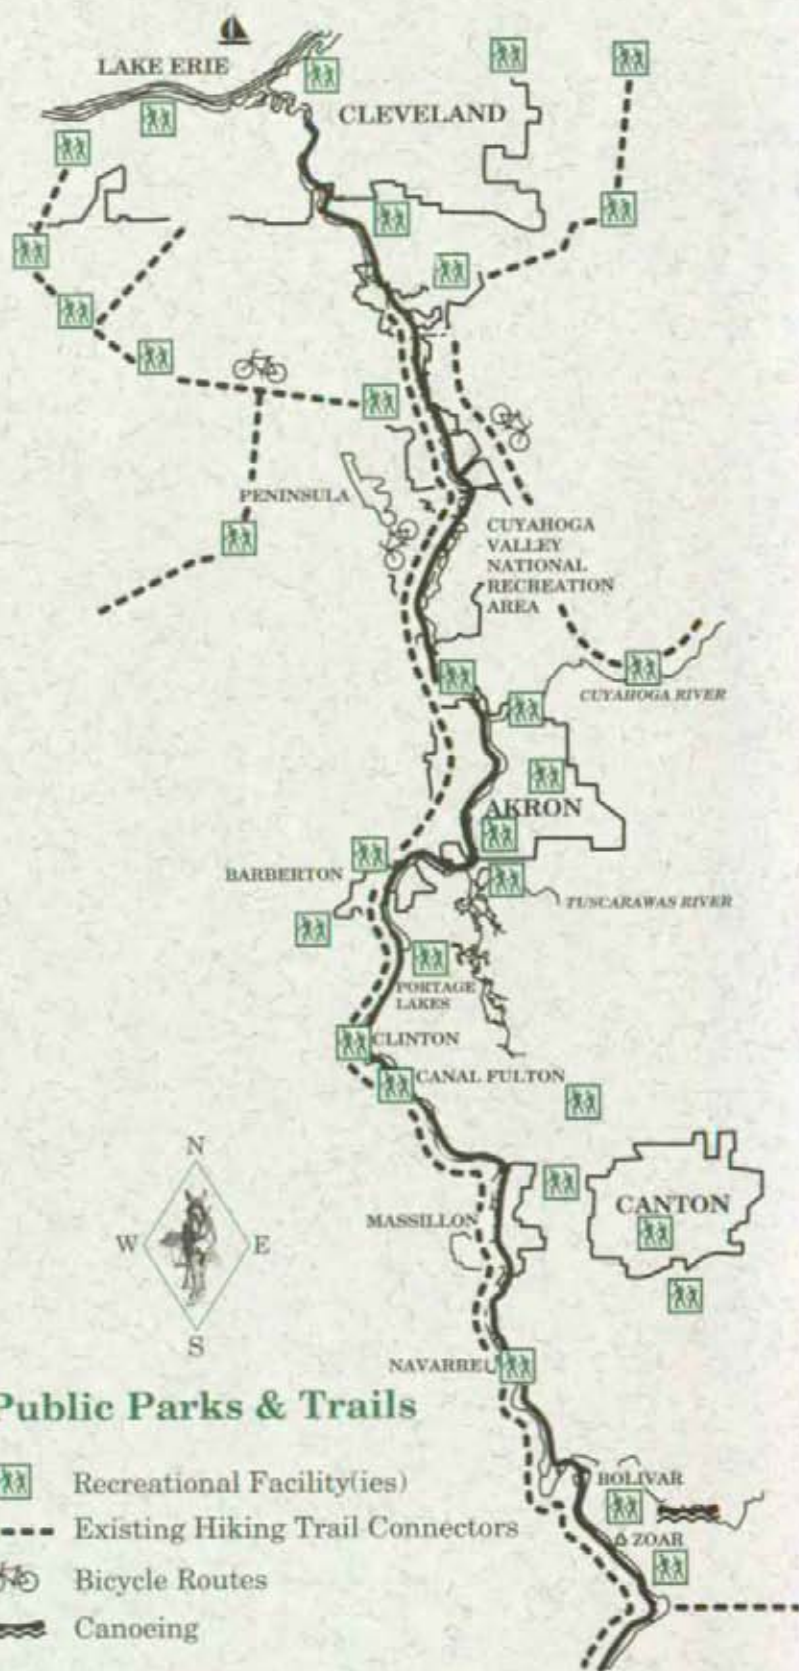 LAKE ERIE
CLEVELAND
PENINSULA
CUYAHOGA
VALLEY
NATIONAL
RECREATION
AREA
CUYAHOGA RIVER
AKRON
BARBERTON
TUSCARAWAS RIVER
PORTAGE
LAKES
CLINTON
CANAL FULTON
N
W E
S
CANTON
MASSILLON
NAVARRE
Public Parks & Trails
Recreational Facility(ies)
Existing Hiking Trail Connectors
Bicycle Routes
Canoeing
BOLIVAR
ZOAR